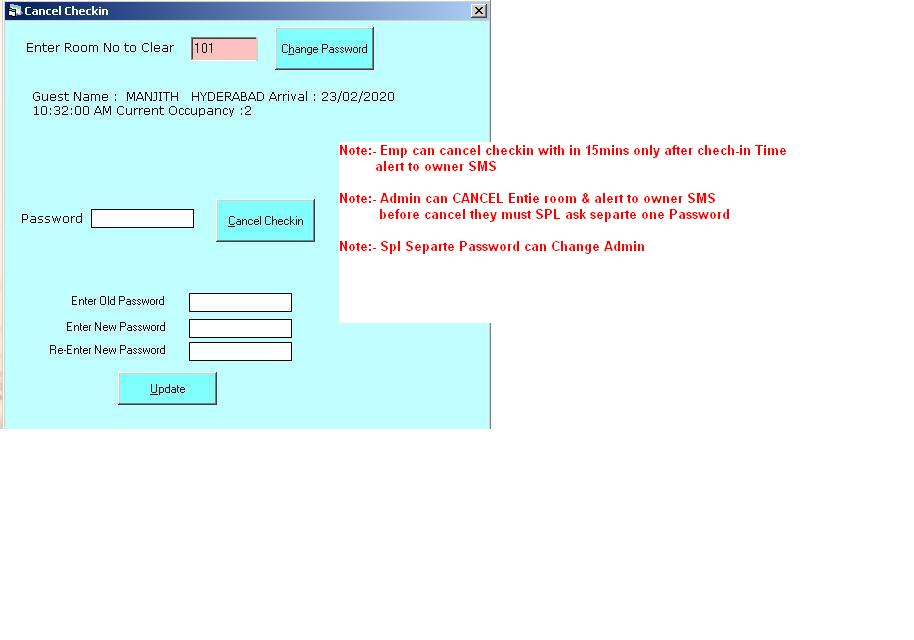 Cancel Checkin
Enter Room No to Clear 101 Change Password
Guest Name : MANJITH HYDERABAD Arrival : 23/02/2020
10:32:00 AM Current Occupancy :2
Note:- Emp can cancel checkin with in 15mins only after chech-in Time
alert to owner SMS
Note:- Admin can CANCEL Entie room & alert to owner SMS
before cancel they must SPL ask separte one Password
Password Cancel Checkin
Note:- Spl Separte Password can Change Admin
Enter Old Password
Enter New Password
Re-Enter New Password
Update